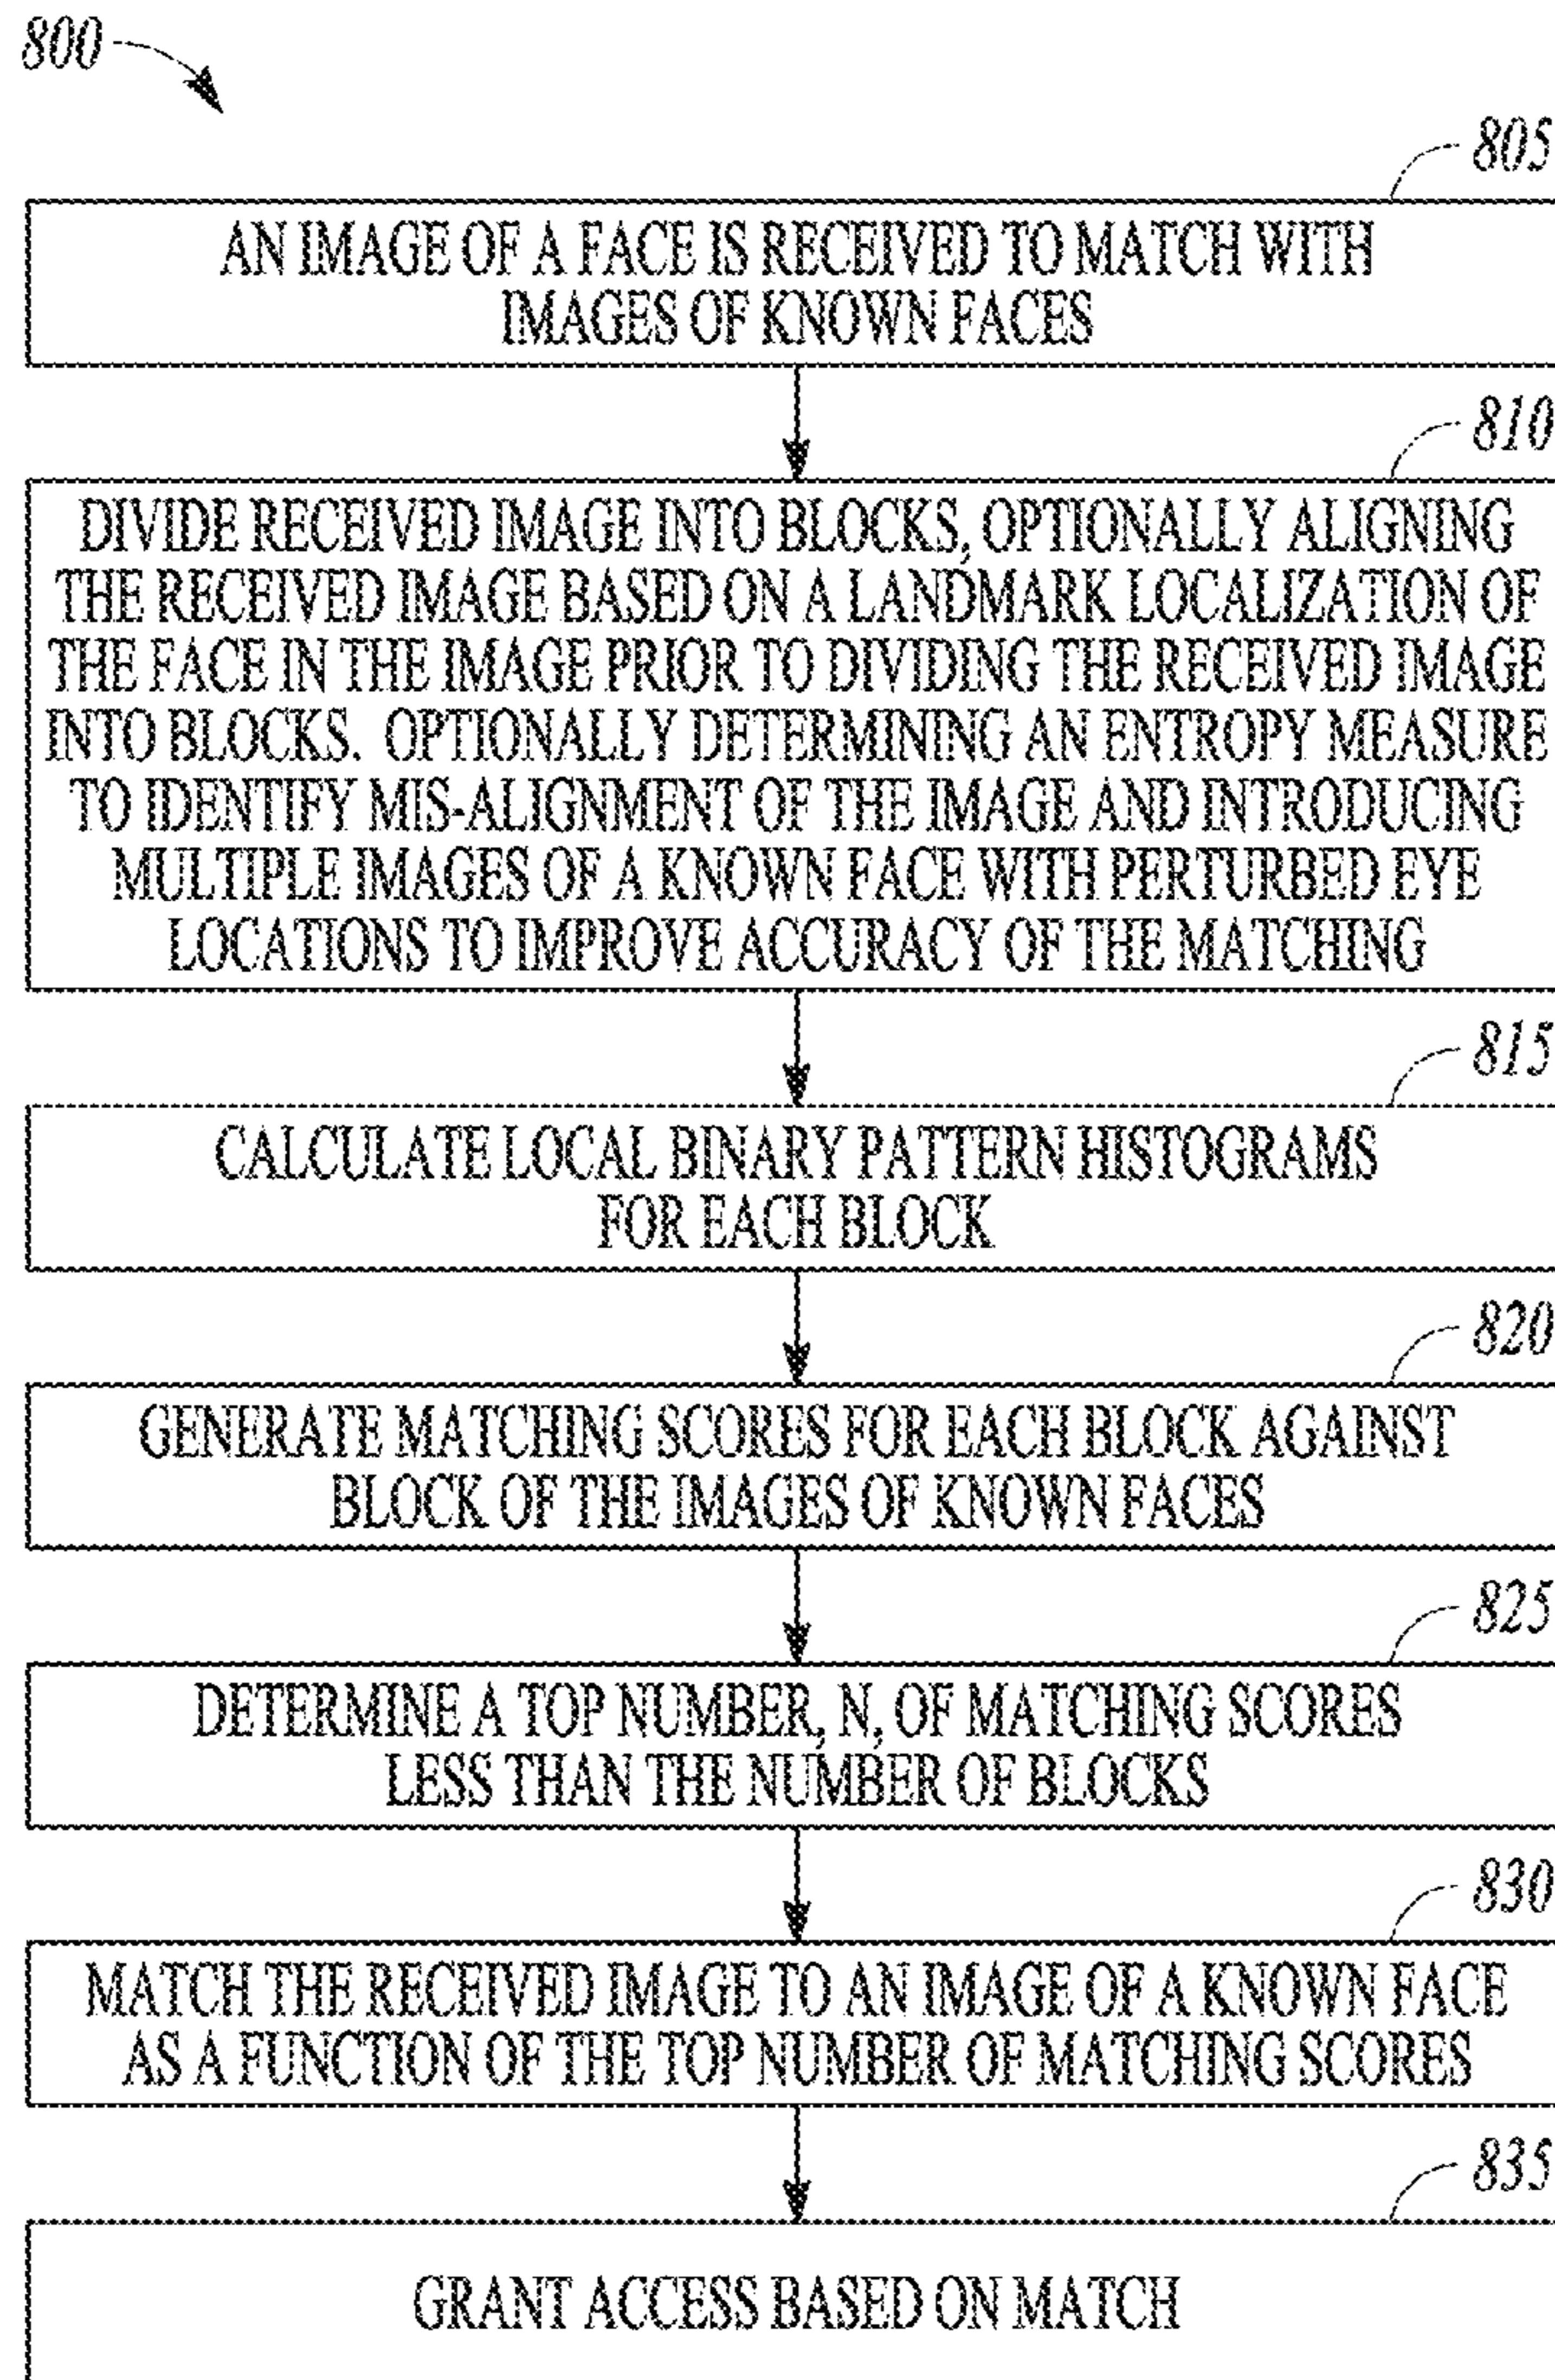 800
805
AN IMAGE OF A FACE IS RECEIVED TO MATCH WITH
IMAGES OF KNOWN FACES
810
DIVIDE RECEIVED IMAGE INTO BLOCKS, OPTIONALLY ALIGNING
THE RECEIVED IMAGE BASED ON A LANDMARK LOCALIZATION OF
THE FACE IN THE IMAGE PRIOR TO DIVIDING THE RECEIVED IMAGE
INTO BLOCKS. OPTIONALLY DETERMINING AN ENTROPY MEASURE
TO IDENTIFY MIS-ALIGNMENT OF THE IMAGE AND INTRODUCING
MULTIPLE IMAGES OF A KNOWN FACE WITH PERTURBED EYE
LOCATIONS TO IMPROVE ACCURACY OF THE MATCHING
815
CALCULATE LOCAL BINARY PATTERN HISTOGRAMS
FOR EACH BLOCK
820
GENERATE MATCHING SCORES FOR EACH BLOCK AGAINST
BLOCK OF THE IMAGES OF KNOWN FACES
825
DETERMINE A TOP NUMBER, N, OF MATCHING SCORES
LESS THAN THE NUMBER OF BLOCKS
830
MATCH THE RECEIVED IMAGE TO AN IMAGE OF A KNOWN FACE
AS A FUNCTION OF THE TOP NUMBER OF MATCHING SCORES
835
GRANT ACCESS BASED ON MATCH